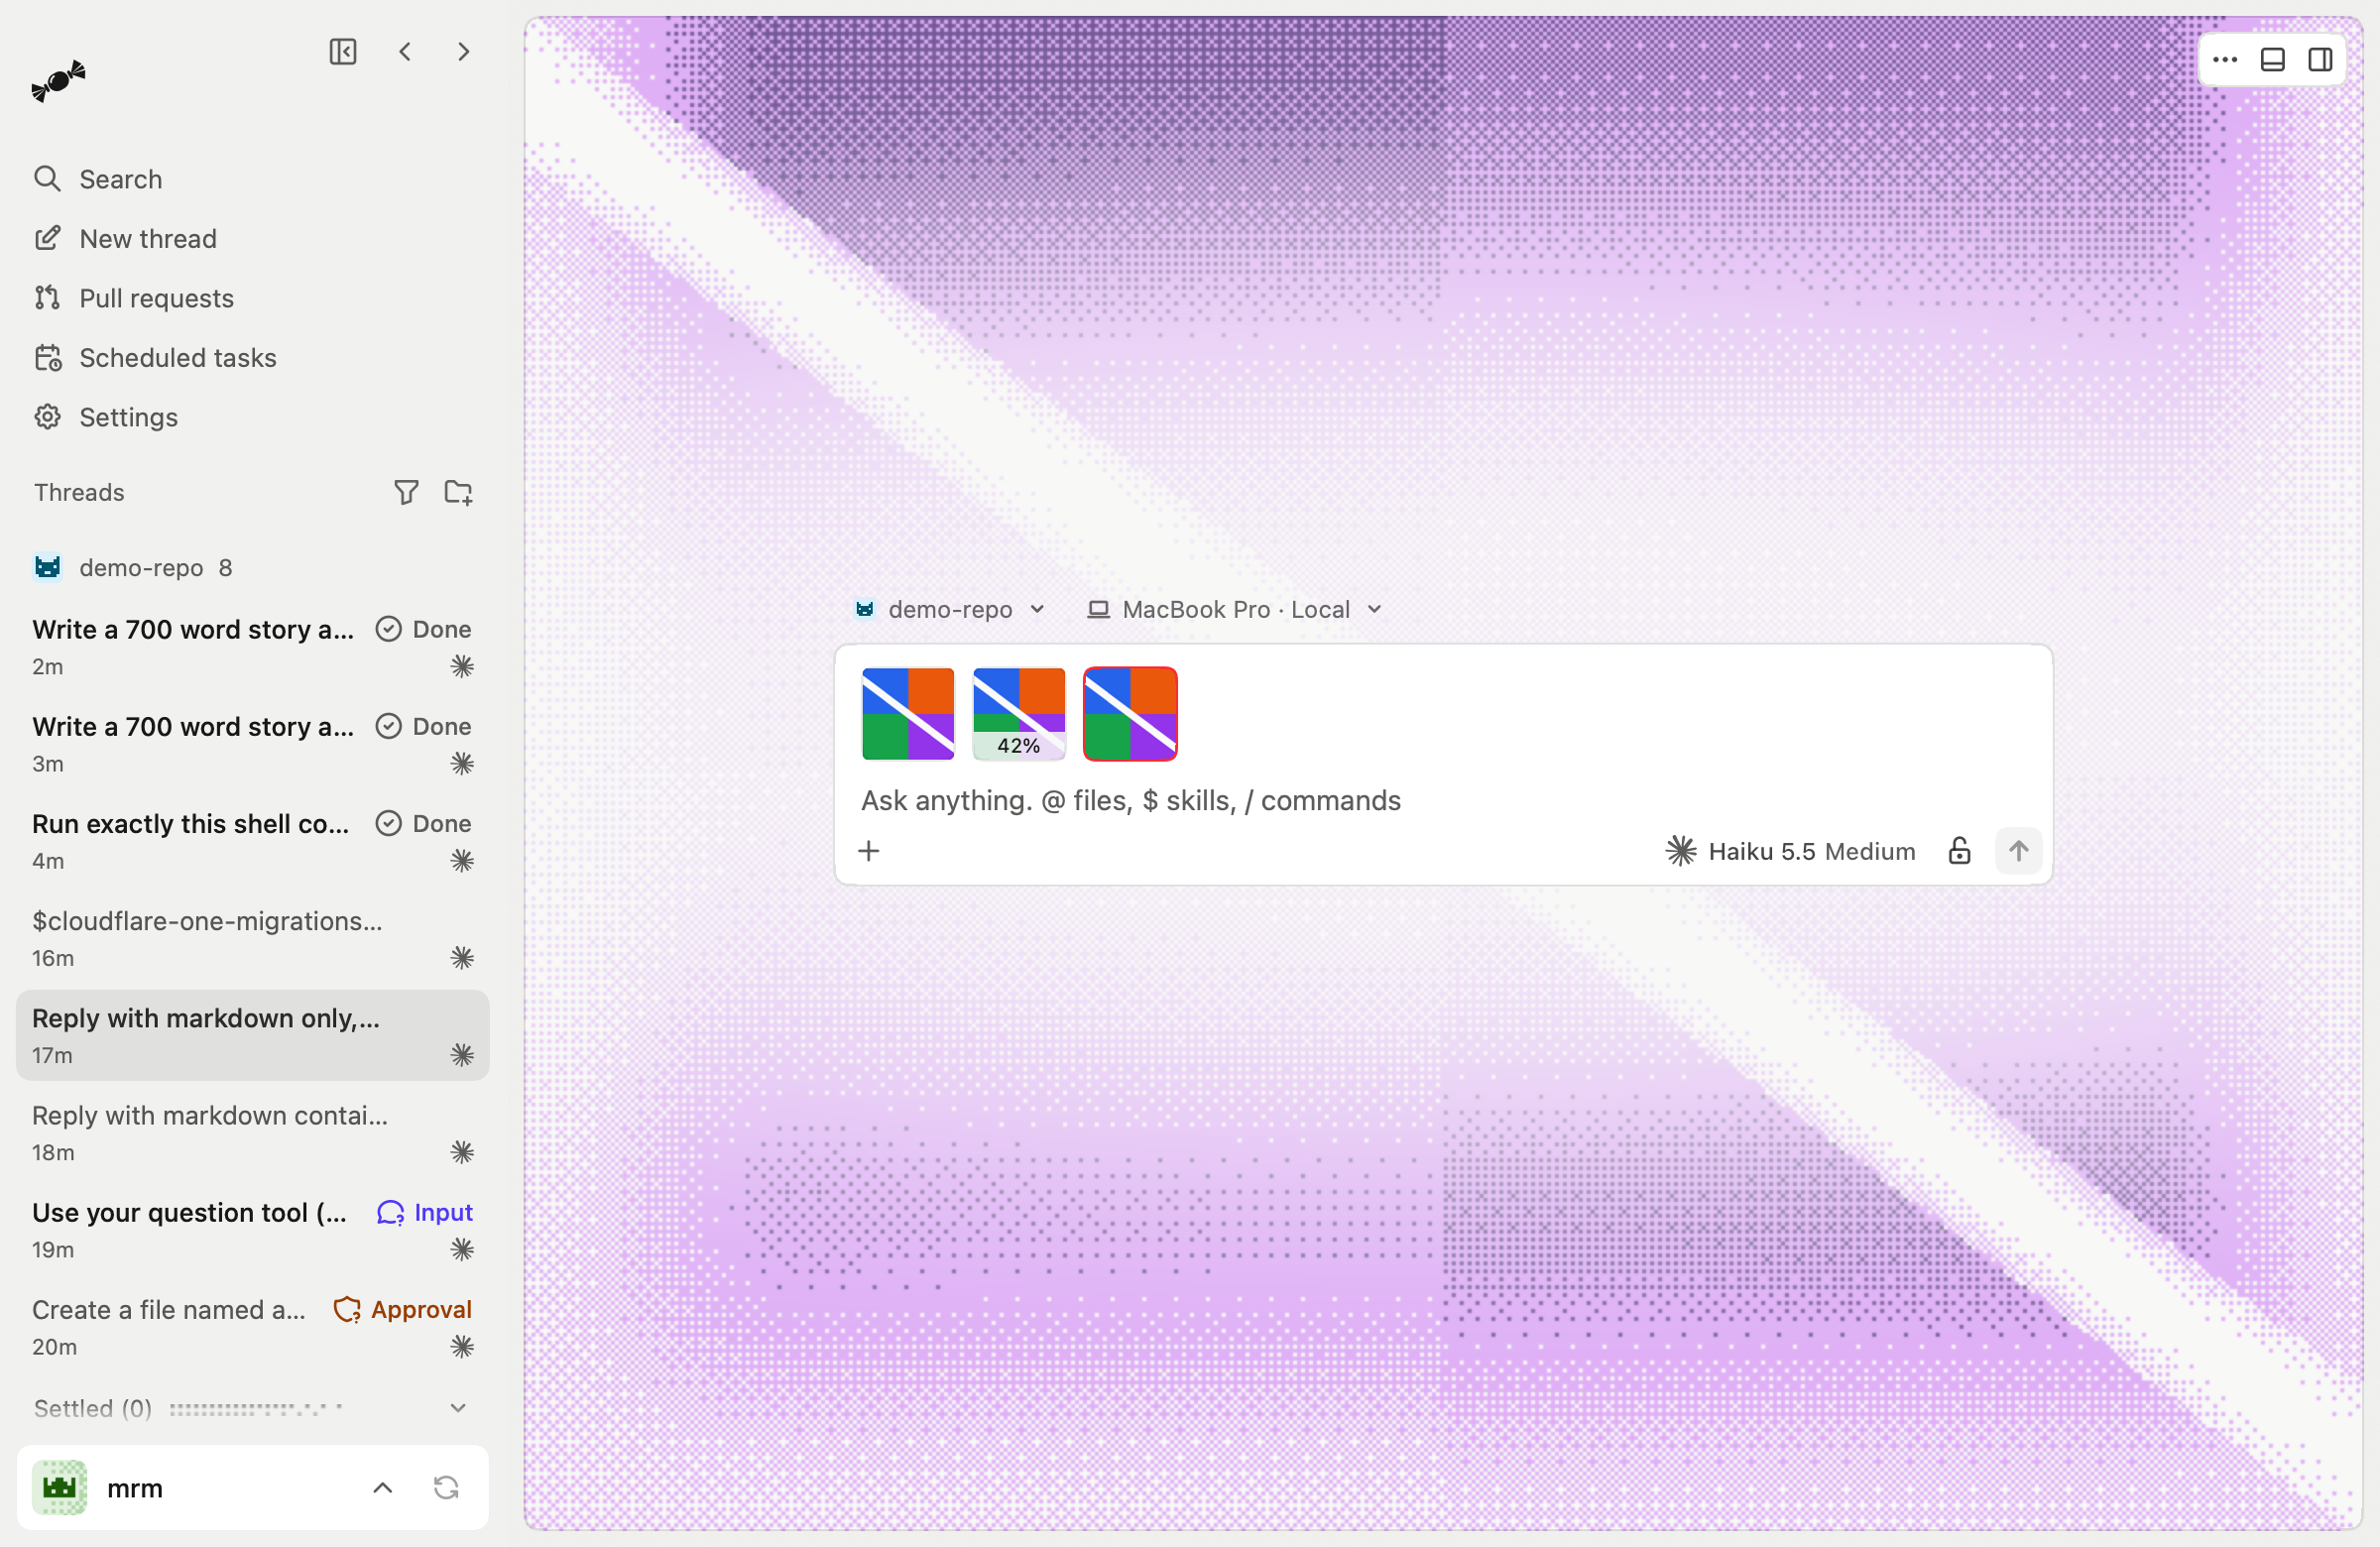 Search
New thread
Pull requests
Scheduled tasks
Settings
Threads
demo-repo 8
Write a 700 word story a... Done
2m
Write a 700 word story a... Done
3m
Run exactly this shell co... Done
4m
$cloudflare-one-migrations...
16m
Reply with markdown only,...
17m
Reply with markdown contai...
18m
Use your question tool (... Input
19m
Create a file named a... Approval
20m
Settled (0)
mrm
demo-repo MacBook Pro · Local
42%
Ask anything. @ files, $ skills, / commands
Haiku 5.5 Medium